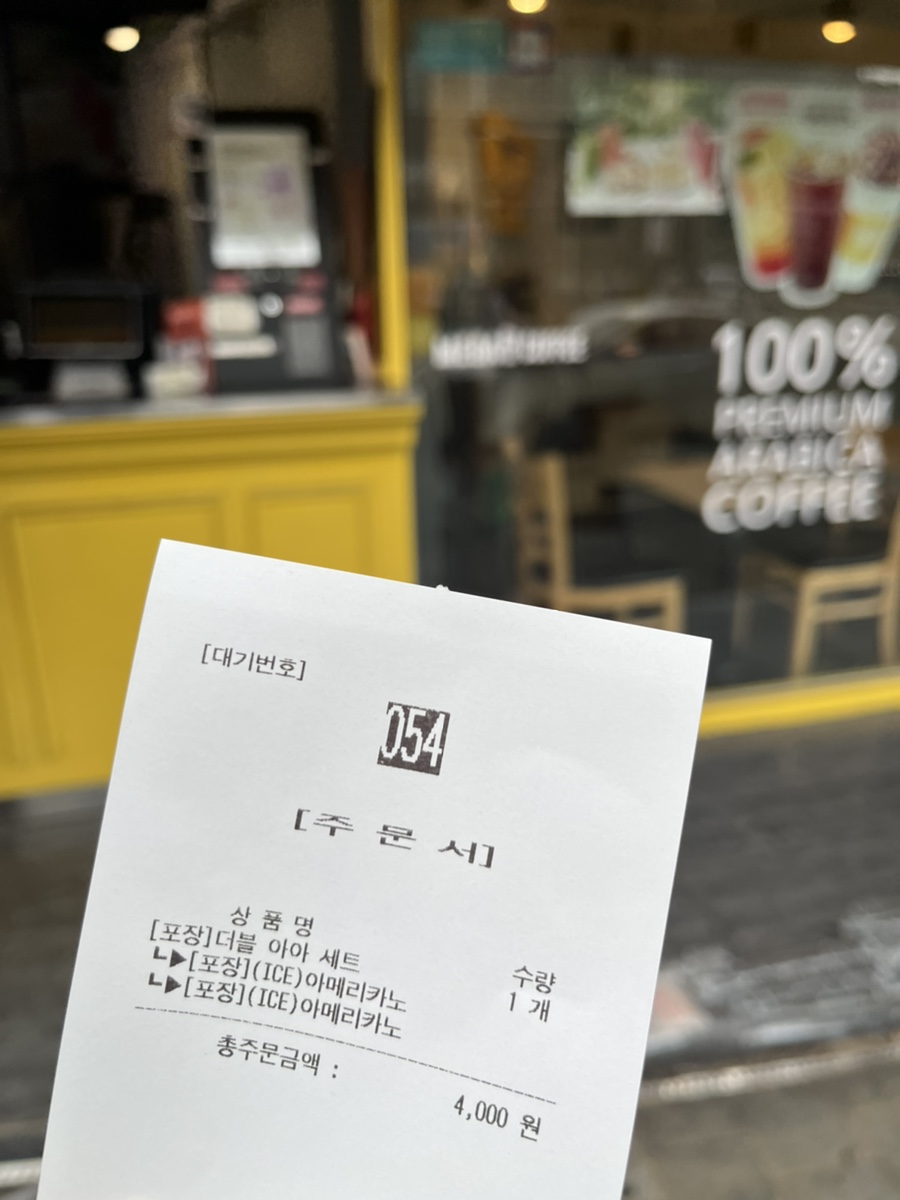 100%
PREMIUM
ARABICA
COFFEE
[대기번호]
054
[주 문 서]
상 품 명 수량
[포장]더블 아아 세트 1 개
┗▶[포장](ICE)아메리카노
┗▶[포장](ICE)아메리카노
총주문금액 :
4,000 원